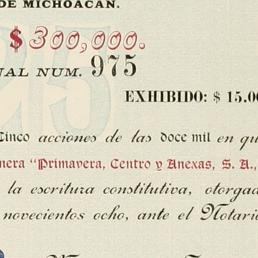 DE MICHOACAN.
$ 300,000.
NAL NUM. 975
EXHIBIDO: $ 15.00
Cinco acciones de las doce mil en qu
nera "Primavera, Centro y Anexas, S. A.,
la escritura constitutiva, otorgad
novecientos ocho, ante el Notari